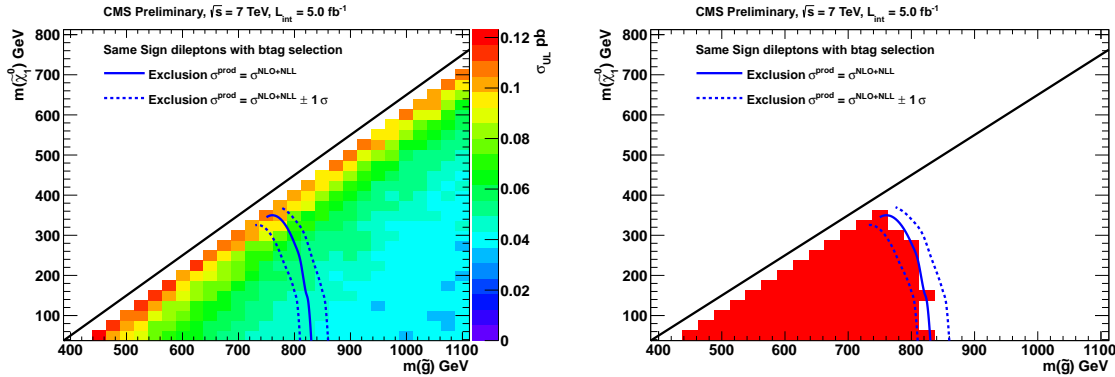 CMS Preliminary, √s = 7 TeV, L_int = 5.0 fb⁻¹
m(χ̃₁⁰) GeV
800
700
600
500
400
300
200
100
Same Sign dileptons with btag selection
Exclusion σ^prod = σ^NLO+NLL
Exclusion σ^prod = σ^NLO+NLL ± 1 σ
400 500 600 700 800 900 1000 1100
m(g̃) GeV
σ_UL pb
0.12
0.1
0.08
0.06
0.04
0.02
0
CMS Preliminary, √s = 7 TeV, L_int = 5.0 fb⁻¹
m(χ̃₁⁰) GeV
800
700
600
500
400
300
200
100
Same Sign dileptons with btag selection
Exclusion σ^prod = σ^NLO+NLL
Exclusion σ^prod = σ^NLO+NLL ± 1 σ
400 500 600 700 800 900 1000 1100
m(g̃) GeV